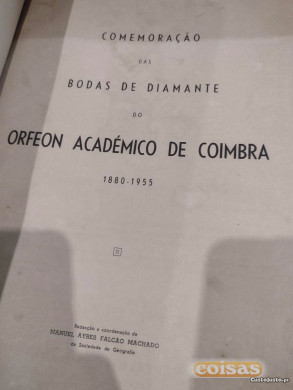 COMEMORAÇÃO
DAS
BODAS DE DIAMANTE
DO
ORFEON ACADÉMICO DE COIMBRA
1880-1955
Redacção e coordenação de
MANUEL AYRES FALCÃO MACHADO
da Sociedade de Geografia
coisas